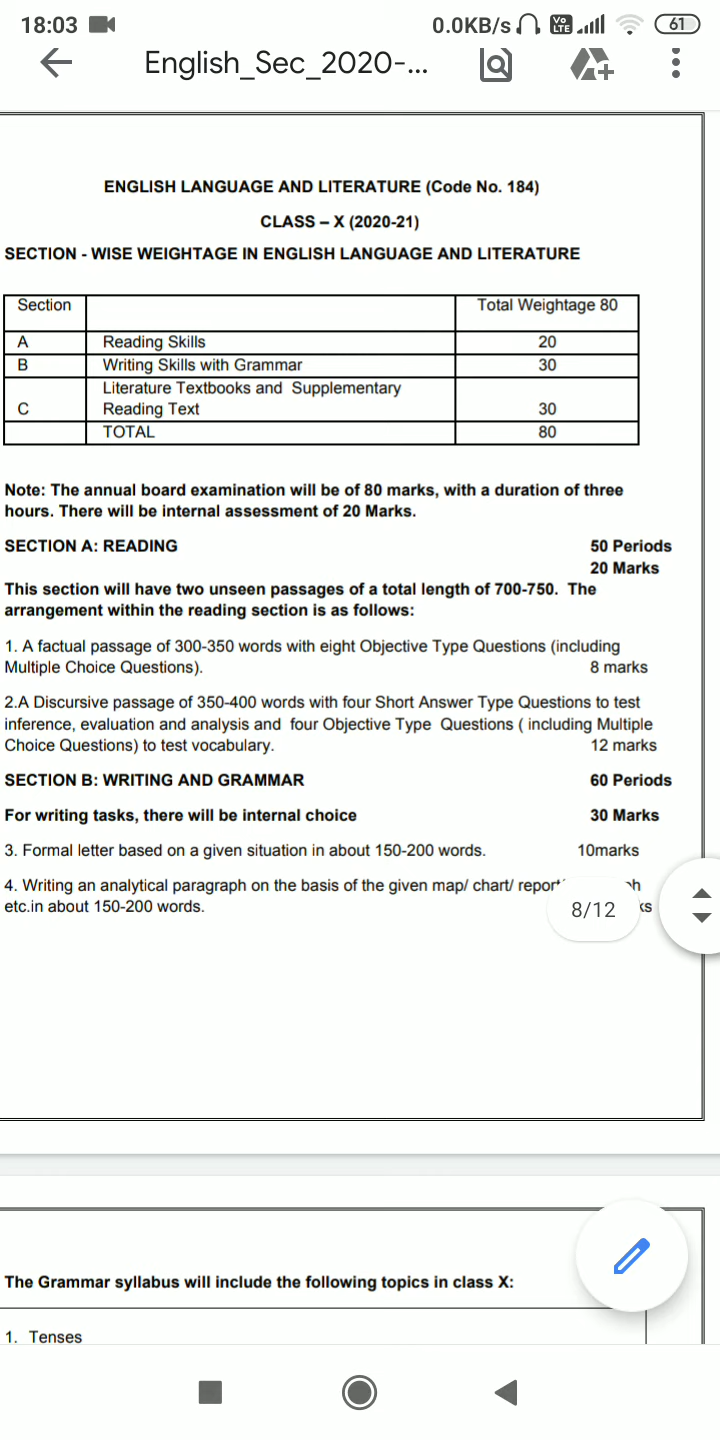 18:03 0.0KB/s Vo LTE 61
English_Sec_2020-...
ENGLISH LANGUAGE AND LITERATURE (Code No. 184)
CLASS – X (2020-21)
SECTION - WISE WEIGHTAGE IN ENGLISH LANGUAGE AND LITERATURE
Section Total Weightage 80
A Reading Skills 20
B Writing Skills with Grammar 30
Literature Textbooks and Supplementary
C Reading Text 30
TOTAL 80
Note: The annual board examination will be of 80 marks, with a duration of three
hours. There will be internal assessment of 20 Marks.
SECTION A: READING 50 Periods
20 Marks
This section will have two unseen passages of a total length of 700-750. The
arrangement within the reading section is as follows:
1. A factual passage of 300-350 words with eight Objective Type Questions (including
Multiple Choice Questions). 8 marks
2.A Discursive passage of 350-400 words with four Short Answer Type Questions to test
inference, evaluation and analysis and four Objective Type Questions ( including Multiple
Choice Questions) to test vocabulary. 12 marks
SECTION B: WRITING AND GRAMMAR 60 Periods
For writing tasks, there will be internal choice 30 Marks
3. Formal letter based on a given situation in about 150-200 words. 10marks
4. Writing an analytical paragraph on the basis of the given map/ chart/ report/
etc.in about 150-200 words. 8/12
The Grammar syllabus will include the following topics in class X:
1. Tenses